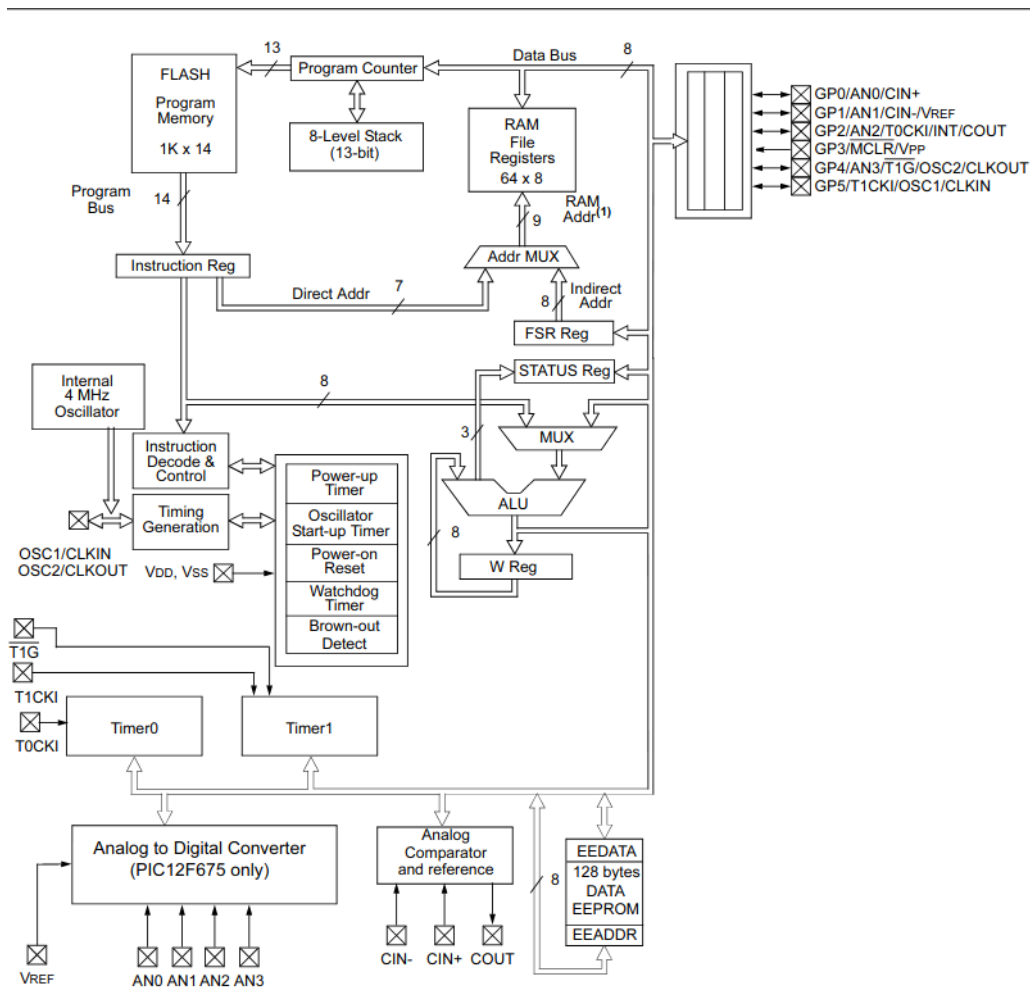 13
Data Bus
8
FLASH
Program
Memory
1K x 14
Program Counter
8-Level Stack
(13-bit)
RAM
File
Registers
64 x 8
GP0/AN0/CIN+
GP1/AN1/CIN-/VREF
GP2/AN2/T0CKI/INT/COUT
GP3/MCLR/VPP
GP4/AN3/T1G/OSC2/CLKOUT
GP5/T1CKI/OSC1/CLKIN
Program
Bus
14
RAM
Addr(1)
9
Addr MUX
Instruction Reg
Direct Addr
7
Indirect
Addr
8
FSR Reg
STATUS Reg
Internal
4 MHz
Oscillator
8
3
MUX
Instruction
Decode &
Control
Power-up
Timer
ALU
Timing
Generation
Oscillator
Start-up Timer
8
OSC1/CLKIN
OSC2/CLKOUT
Power-on
Reset
W Reg
VDD, VSS
Watchdog
Timer
Brown-out
Detect
T1G
T1CKI
T0CKI
Timer0
Timer1
Analog to Digital Converter
(PIC12F675 only)
Analog
Comparator
and reference
EEDATA
128 bytes
DATA
EEPROM
EEADDR
8
VREF
AN0 AN1 AN2 AN3
CIN- CIN+ COUT